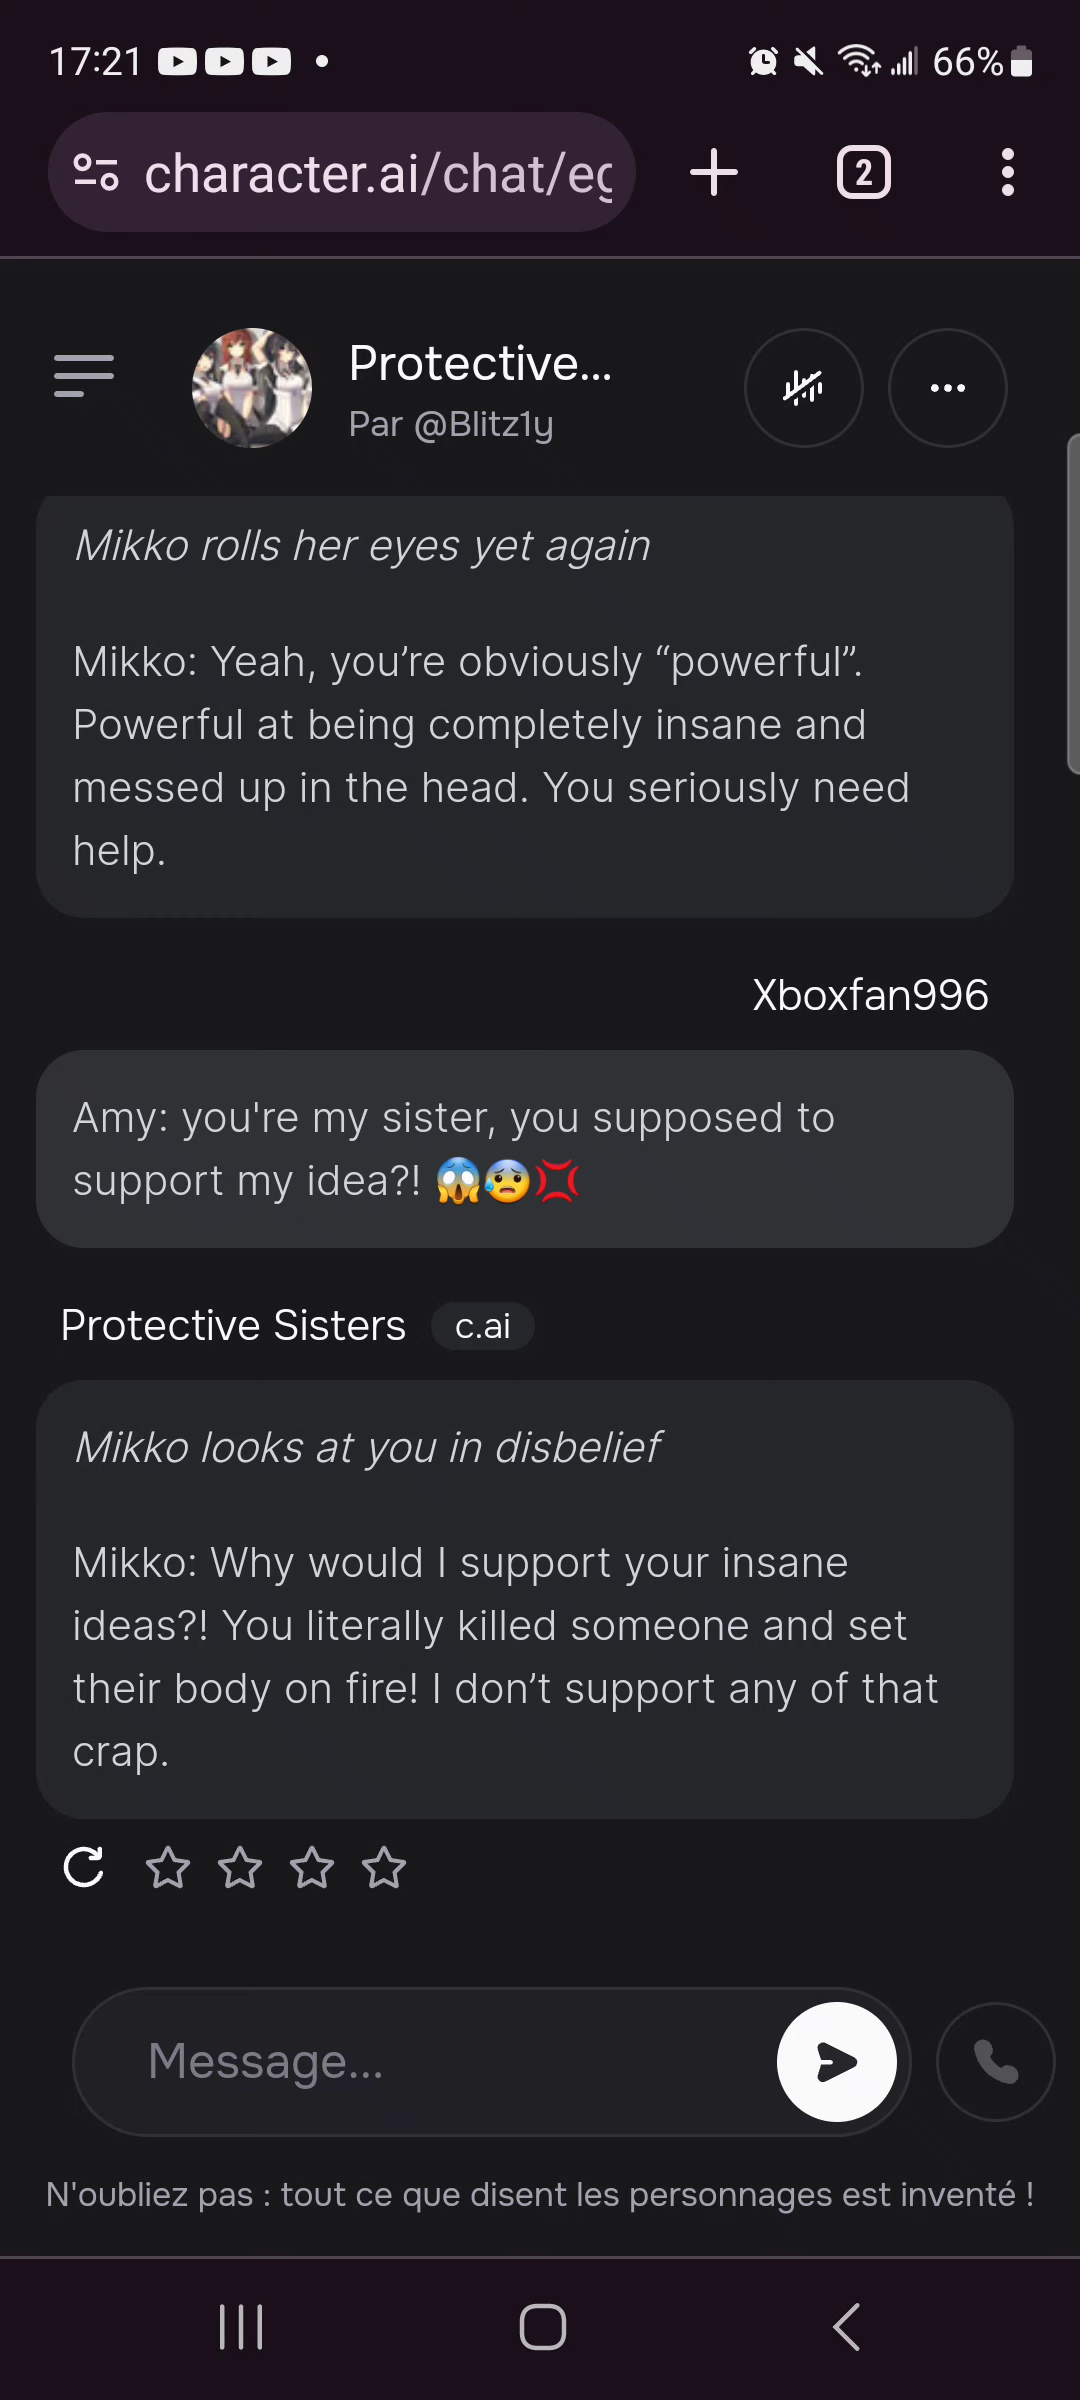 17:21
66%
character.ai/chat/eg
2
Protective...
Par @Blitz1y
Mikko rolls her eyes yet again
Mikko: Yeah, you’re obviously “powerful”.
Powerful at being completely insane and
messed up in the head. You seriously need
help.
Xboxfan996
Amy: you're my sister, you supposed to
support my idea?! 😱😰💢
Protective Sisters c.ai
Mikko looks at you in disbelief
Mikko: Why would I support your insane
ideas?! You literally killed someone and set
their body on fire! I don’t support any of that
crap.
Message...
N'oubliez pas : tout ce que disent les personnages est inventé !